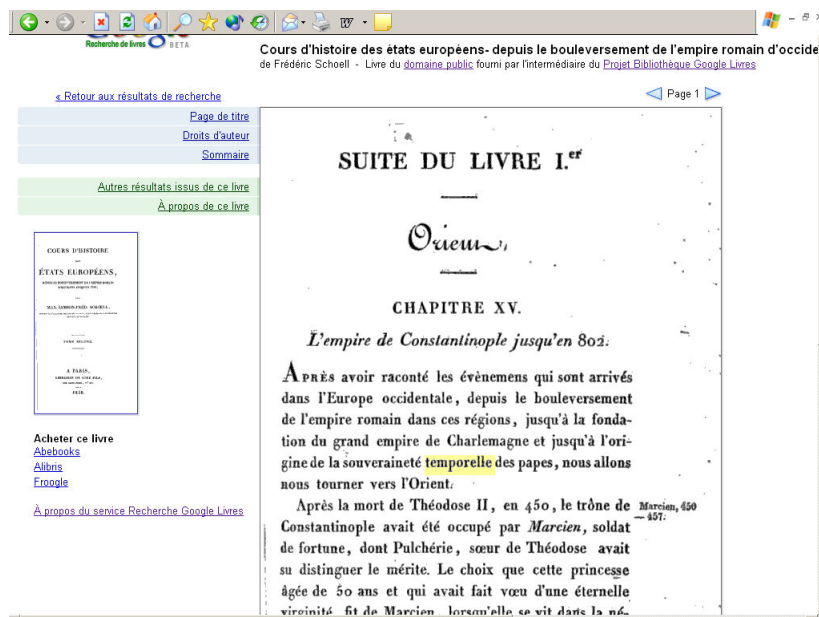 Recherche de livres BETA
Cours d'histoire des états européens- depuis le bouleversement de l'empire romain d'occide
de Frédéric Schoell - Livre du domaine public fourni par l'intermédiaire du Projet Bibliothèque Google Livres
« Retour aux résultats de recherche
Page 1
Page de titre
Droits d'auteur
Sommaire
Autres résultats issus de ce livre
À propos de ce livre
COURS D'HISTOIRE
ÉTATS EUROPÉENS,
A PARIS,
Acheter ce livre
Abebooks
Alibris
Froogle
À propos du service Recherche Google Livres
SUITE DU LIVRE I.er
Orient,
CHAPITRE XV.
L'empire de Constantinople jusqu'en 802.
APRÈS avoir raconté les évènemens qui sont arrivés
dans l'Europe occidentale, depuis le bouleversement
de l'empire romain dans ces régions, jusqu'à la fonda-
tion du grand empire de Charlemagne et jusqu'à l'ori-
gine de la souveraineté temporelle des papes, nous allons
nous tourner vers l'Orient.
Après la mort de Théodose II, en 450, le trône de
Marcien, 450
—457.
Constantinople avait été occupé par Marcien, soldat
de fortune, dont Pulchérie, sœur de Théodose avait
su distinguer le mérite. Le choix que cette princesse
âgée de 50 ans et qui avait fait vœu d'une éternelle
virginité, fit de Marcien, lorsqu'elle se vit dans la né-